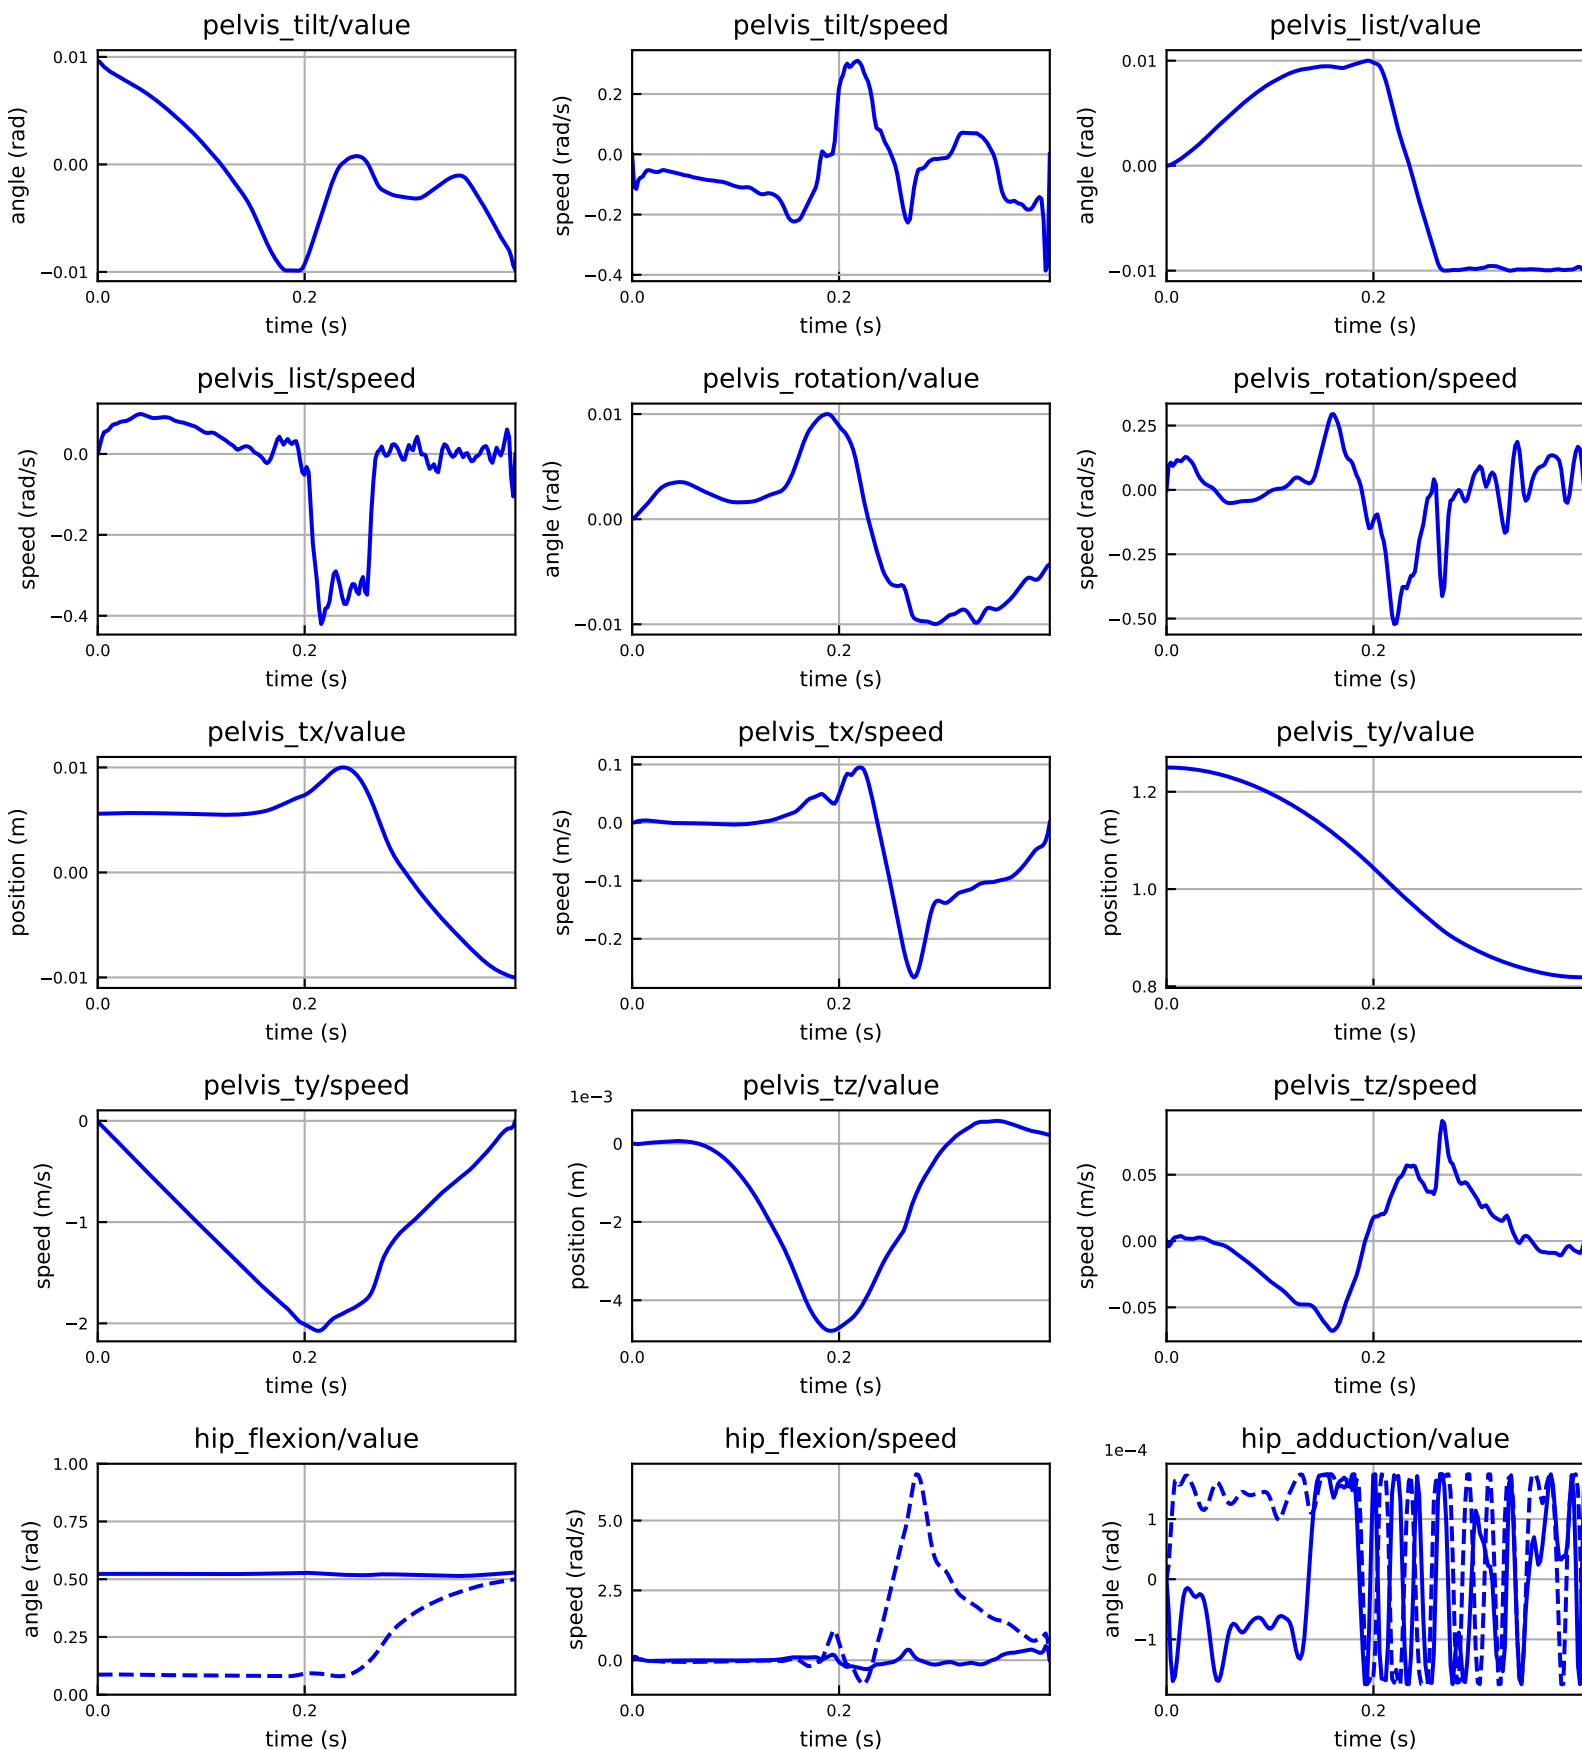 pelvis_tilt/value
pelvis_tilt/speed
pelvis_list/value
0.01
0.00
−0.01
angle (rad)
0.0
0.2
time (s)
0.2
0.0
−0.2
−0.4
speed (rad/s)
0.0
0.2
time (s)
0.01
0.00
−0.01
angle (rad)
0.0
0.2
time (s)
pelvis_list/speed
pelvis_rotation/value
pelvis_rotation/speed
0.0
−0.2
−0.4
speed (rad/s)
0.0
0.2
time (s)
0.01
0.00
−0.01
angle (rad)
0.0
0.2
time (s)
0.25
0.00
−0.25
−0.50
speed (rad/s)
0.0
0.2
time (s)
pelvis_tx/value
pelvis_tx/speed
pelvis_ty/value
0.01
0.00
−0.01
position (m)
0.0
0.2
time (s)
0.1
0.0
−0.1
−0.2
speed (m/s)
0.0
0.2
time (s)
1.2
1.0
0.8
position (m)
0.0
0.2
time (s)
pelvis_ty/speed
pelvis_tz/value
pelvis_tz/speed
0
−1
−2
speed (m/s)
0.0
0.2
time (s)
1e−3
0
−2
−4
position (m)
0.0
0.2
time (s)
0.05
0.00
−0.05
speed (m/s)
0.0
0.2
time (s)
hip_flexion/value
hip_flexion/speed
hip_adduction/value
1.00
0.75
0.50
0.25
0.00
angle (rad)
0.0
0.2
time (s)
5.0
2.5
0.0
speed (rad/s)
0.0
0.2
time (s)
1e−4
1
0
−1
angle (rad)
0.0
0.2
time (s)